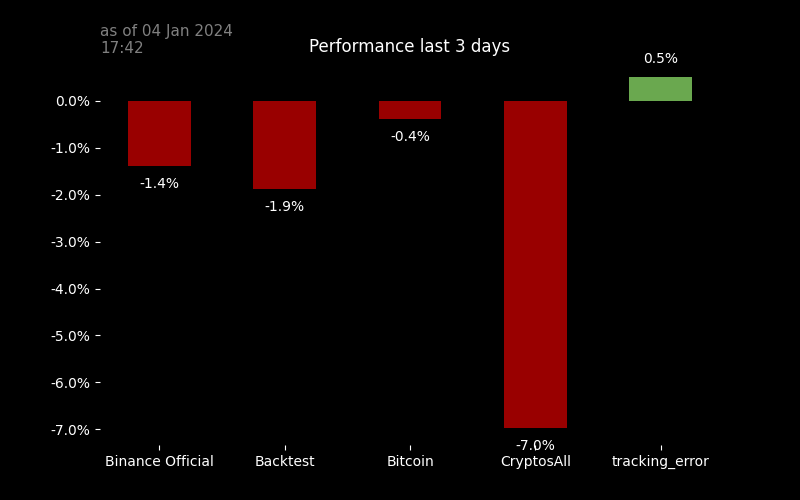 as of 04 Jan 2024
17:42
Performance last 3 days
0.5%
0.0%
-1.0%
-2.0%
-3.0%
-4.0%
-5.0%
-6.0%
-7.0%
-1.4%
-1.9%
-0.4%
-7.0%
Binance Official
Backtest
Bitcoin
CryptosAll
tracking_error